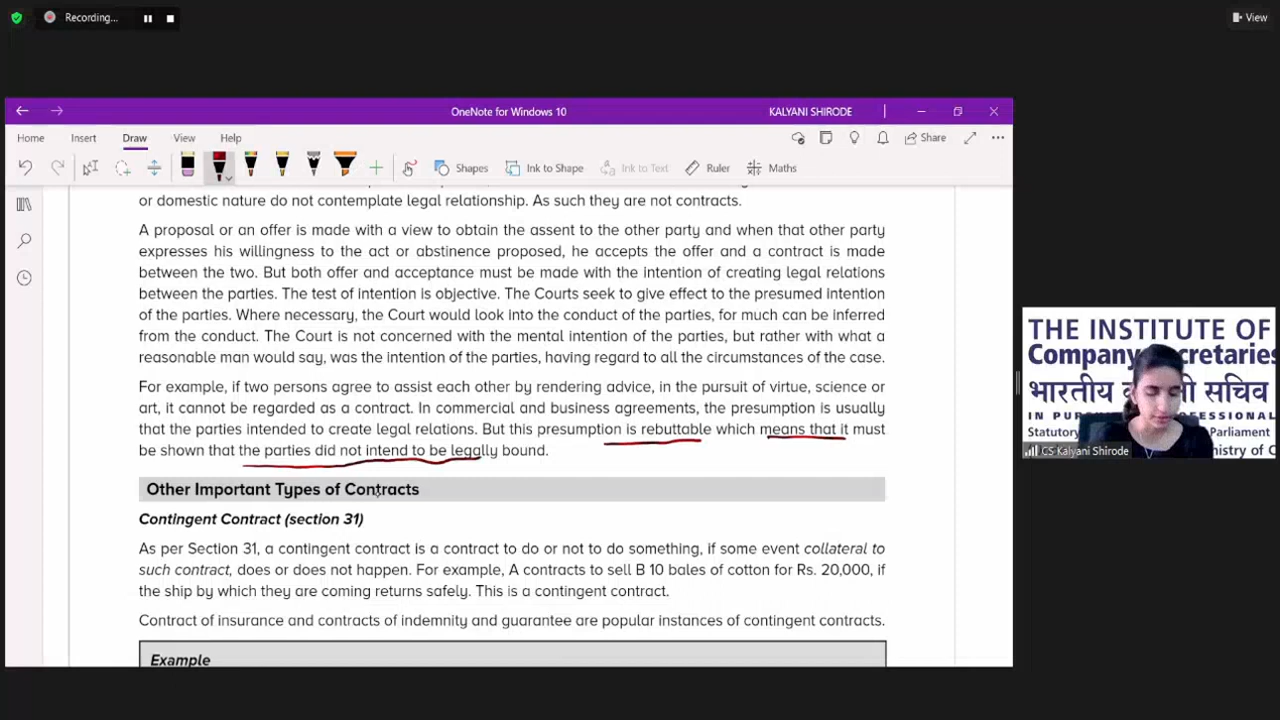 Recording...
View
OneNote for Windows 10
KALYANI SHIRODE
Home Insert Draw View Help
Share
Shapes Ink to Shape Ink to Text Ruler Maths
or domestic nature do not contemplate legal relationship. As such they are not contracts.
A proposal or an offer is made with a view to obtain the assent to the other party and when that other party
expresses his willingness to the act or abstinence proposed, he accepts the offer and a contract is made
between the two. But both offer and acceptance must be made with the intention of creating legal relations
between the parties. The test of intention is objective. The Courts seek to give effect to the presumed intention
of the parties. Where necessary, the Court would look into the conduct of the parties, for much can be inferred
from the conduct. The Court is not concerned with the mental intention of the parties, but rather with what a
reasonable man would say, was the intention of the parties, having regard to all the circumstances of the case.
For example, if two persons agree to assist each other by rendering advice, in the pursuit of virtue, science or
art, it cannot be regarded as a contract. In commercial and business agreements, the presumption is usually
that the parties intended to create legal relations. But this presumption is rebuttable which means that it must
be shown that the parties did not intend to be legally bound.
Other Important Types of Contracts
Contingent Contract (section 31)
As per Section 31, a contingent contract is a contract to do or not to do something, if some event collateral to
such contract, does or does not happen. For example, A contracts to sell B 10 bales of cotton for Rs. 20,000, if
the ship by which they are coming returns safely. This is a contingent contract.
Contract of insurance and contracts of indemnity and guarantee are popular instances of contingent contracts.
Example
THE INSTITUTE OF
Company Secretaries
भारतीय सचिव
IN PURSUIT PROFESSIONAL
Statutory Parliament
CS Kalyani Shirode